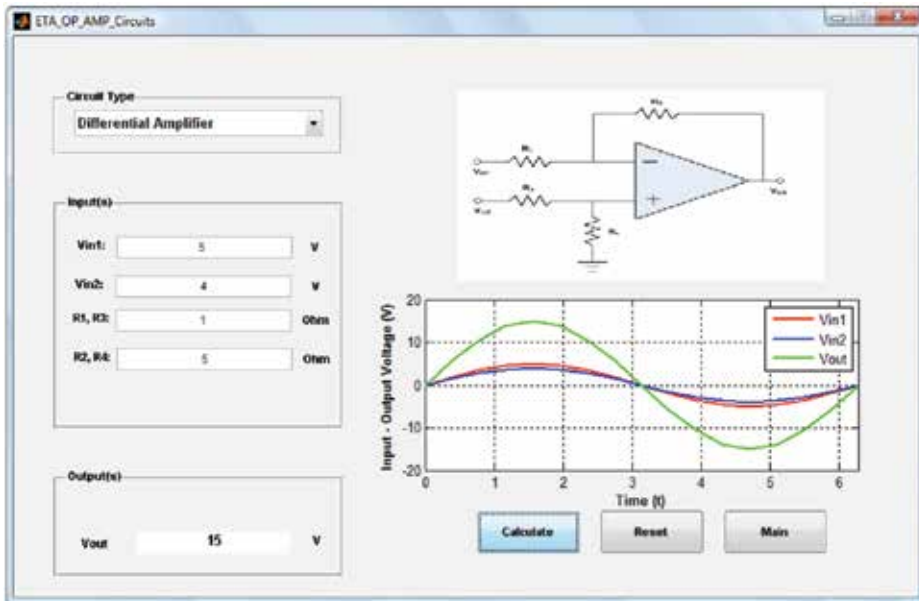 ETA_OP_AMP_Circuits
Circuit Type
Differential Amplifier
Input(s)
Vin1: 5 V
Vin2: 4 V
R1, R3: 1 Ohm
R2, R4: 5 Ohm
Output(s)
Vout 15 V
Input - Output Voltage (V)
20
10
0
-10
-20
0 1 2 3 4 5 6
Time (t)
Vin1
Vin2
Vout
Calculate Reset Main